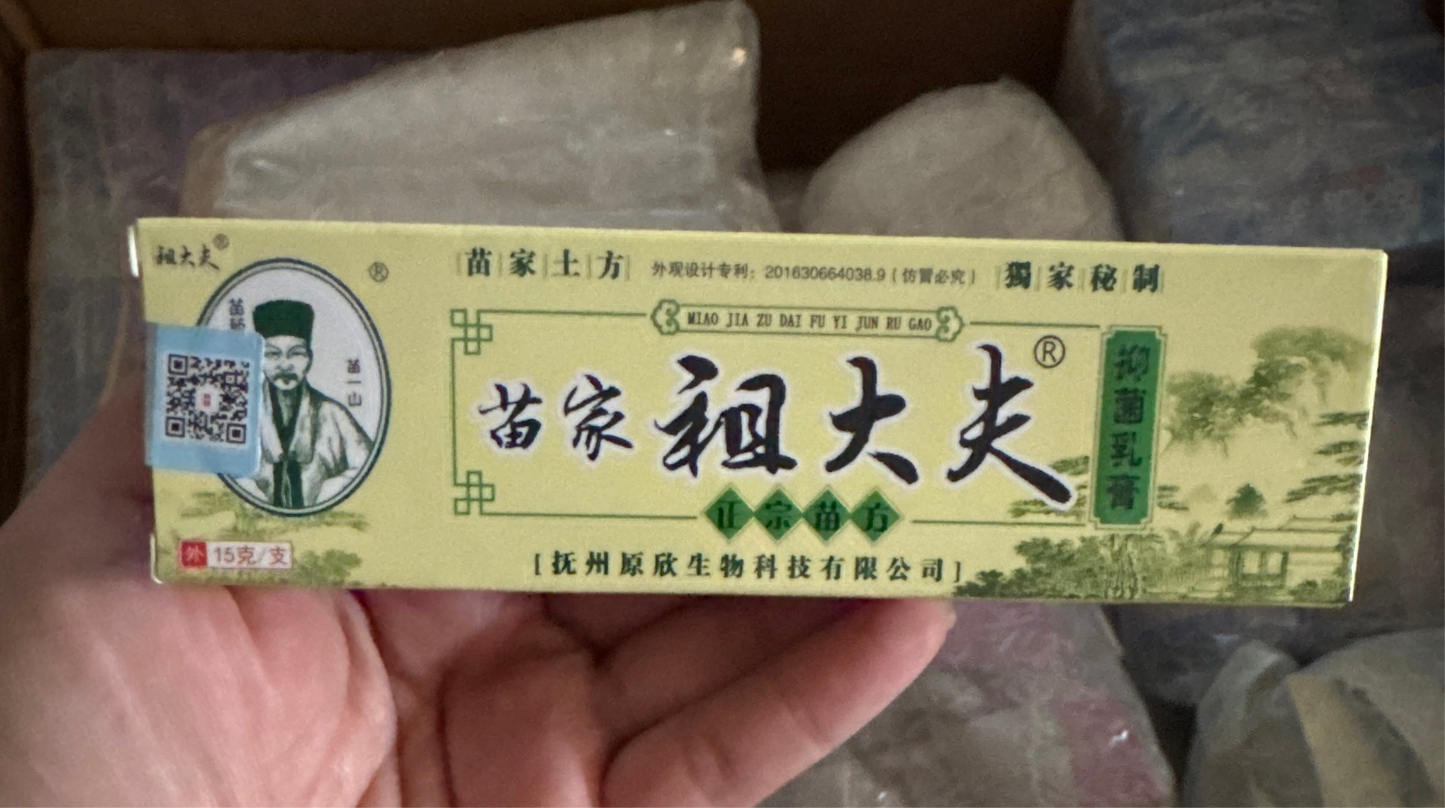 祖大夫®
®
苗家土方
外观设计专利：201630664038.9（仿冒必究）
獨家秘制
MIAO JIA ZU DAI FU YI JUN RU GAO
苗家祖大夫®
抑菌乳膏
正宗苗方
苗一山
外 15克/支
［抚州原欣生物科技有限公司］